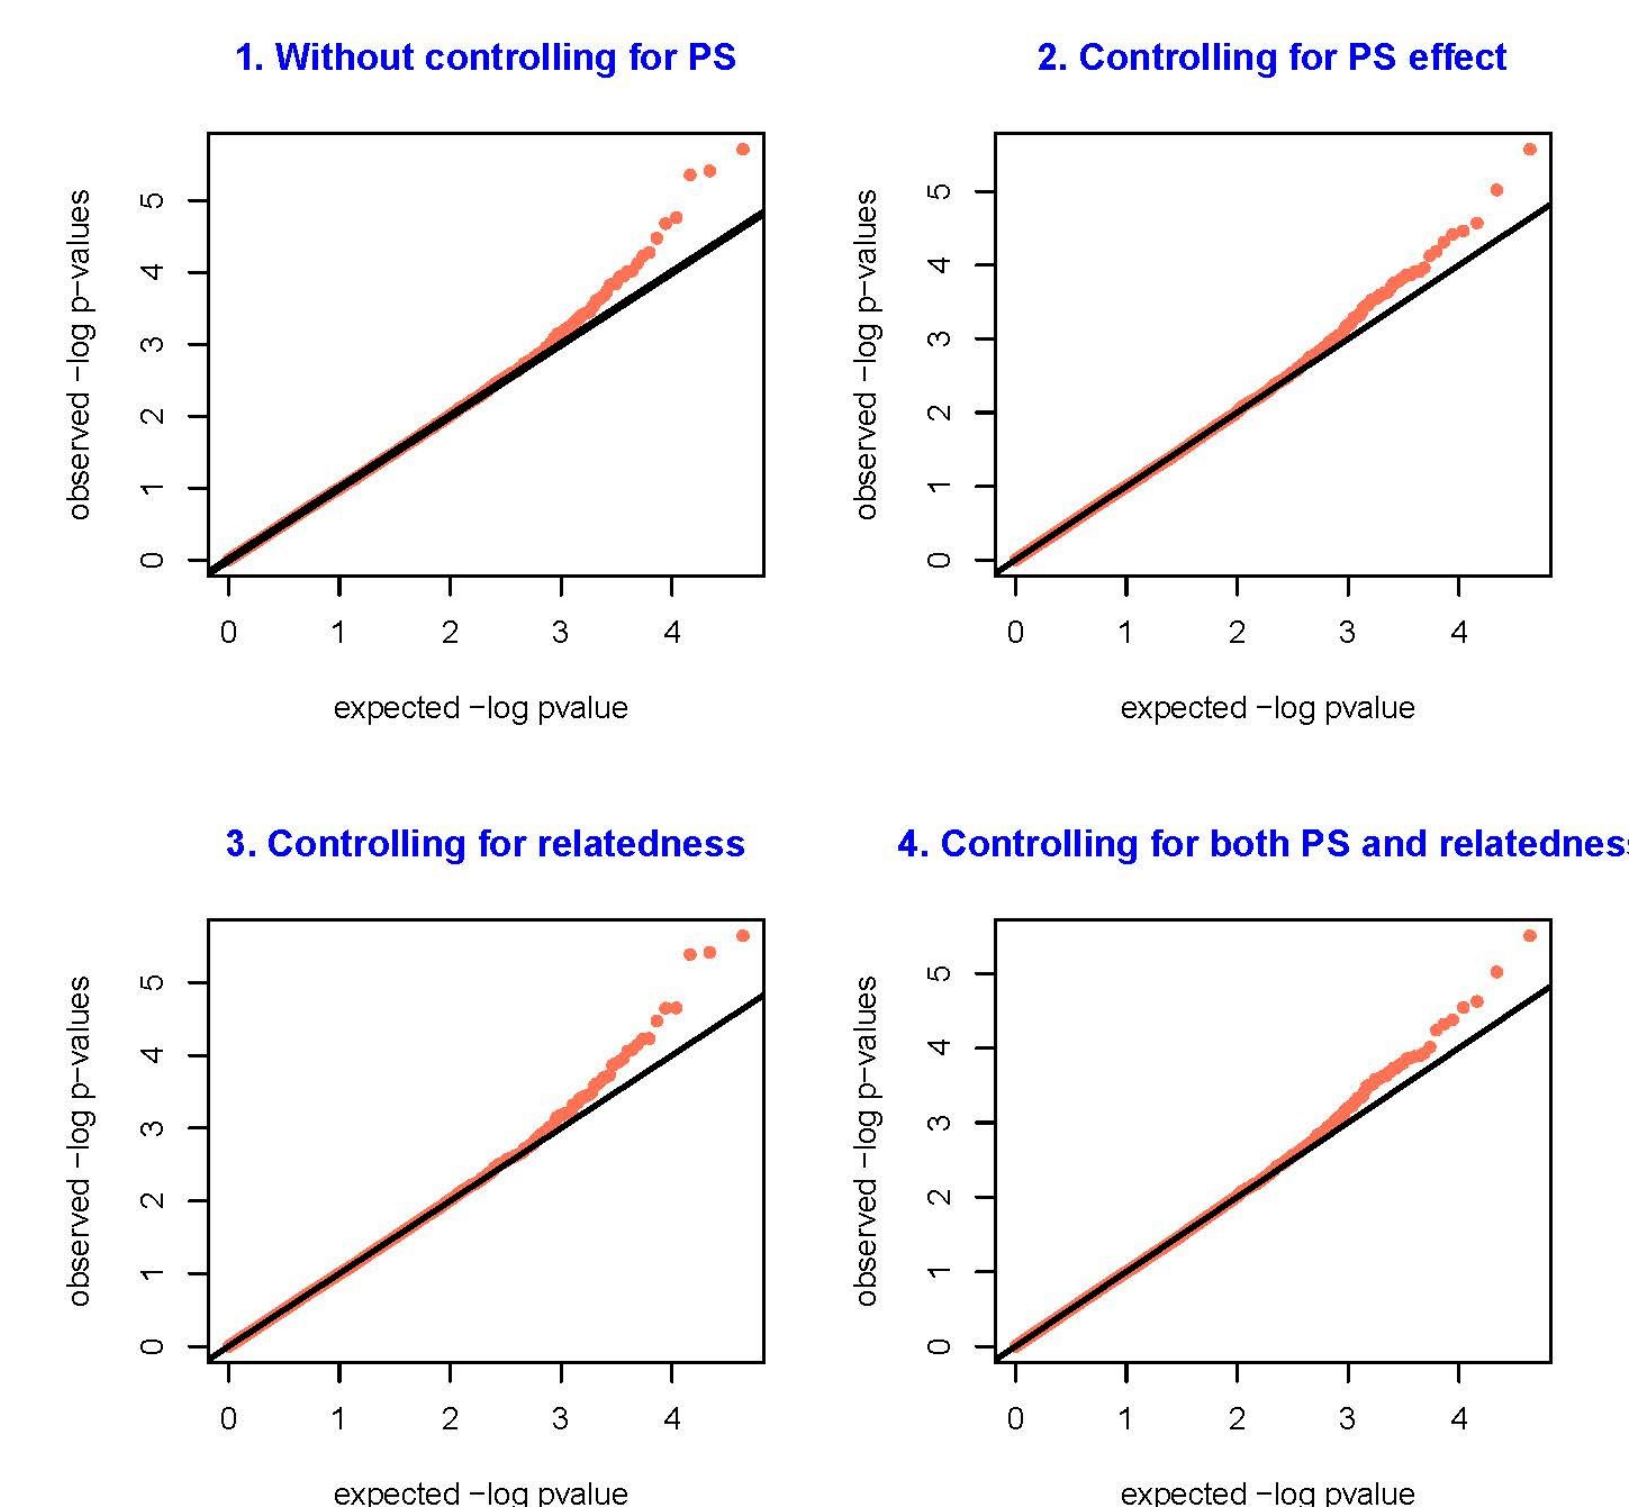 1. Without controlling for PS
observed −log p−values
5
4
3
2
1
0
0 1 2 3 4
expected −log pvalue
2. Controlling for PS effect
observed −log p−values
5
4
3
2
1
0
0 1 2 3 4
expected −log pvalue
3. Controlling for relatedness
observed −log p−values
5
4
3
2
1
0
0 1 2 3 4
expected −log pvalue
4. Controlling for both PS and relatednes
observed −log p−values
5
4
3
2
1
0
0 1 2 3 4
expected −log pvalue